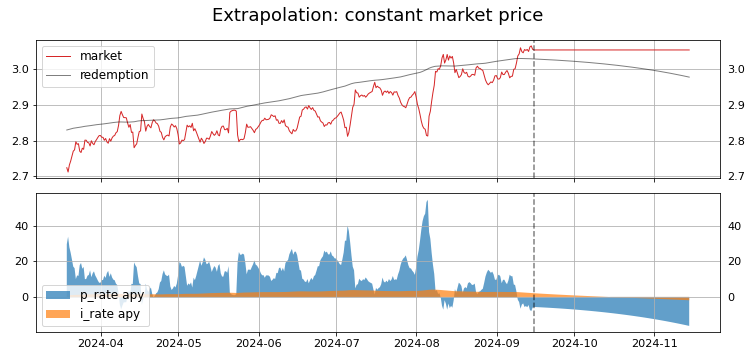 Extrapolation: constant market price
market
redemption
3.0 3.0
2.9 2.9
2.8 2.8
2.7 2.7
40 40
20 20
0 0
p_rate apy
i_rate apy
2024-04 2024-05 2024-06 2024-07 2024-08 2024-09 2024-10 2024-11